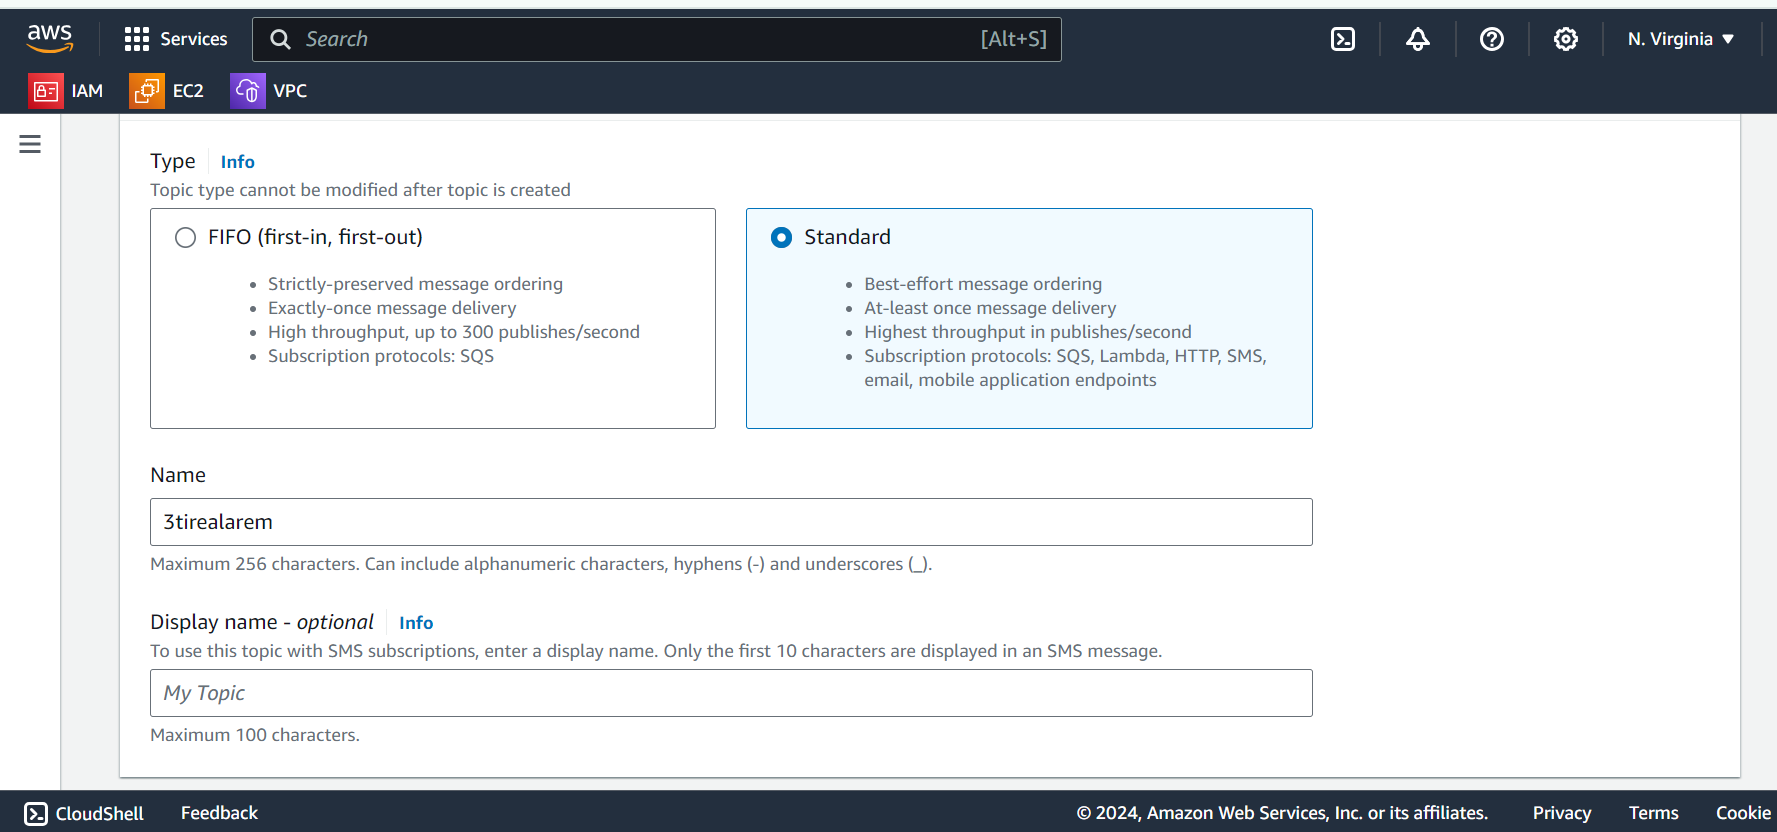 aws
Services
Search
[Alt+S]
N. Virginia
IAM
EC2
VPC
Type
Info
Topic type cannot be modified after topic is created
FIFO (first-in, first-out)
Strictly-preserved message ordering
Exactly-once message delivery
High throughput, up to 300 publishes/second
Subscription protocols: SQS
Standard
Best-effort message ordering
At-least once message delivery
Highest throughput in publishes/second
Subscription protocols: SQS, Lambda, HTTP, SMS,
email, mobile application endpoints
Name
3tirealarem
Maximum 256 characters. Can include alphanumeric characters, hyphens (-) and underscores (_).
Display name - optional
Info
To use this topic with SMS subscriptions, enter a display name. Only the first 10 characters are displayed in an SMS message.
My Topic
Maximum 100 characters.
CloudShell
Feedback
© 2024, Amazon Web Services, Inc. or its affiliates.
Privacy
Terms
Cookie